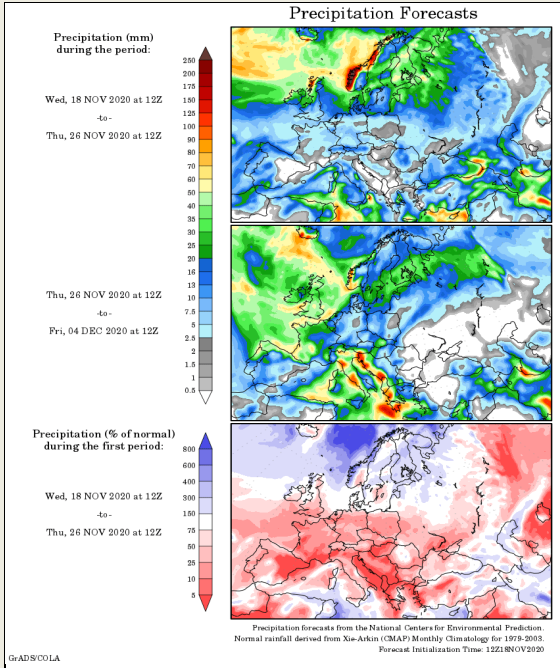 Precipitation Forecasts
Precipitation (mm)
during the period:
Wed, 18 NOV 2020 at 12Z
-to-
Thu, 26 NOV 2020 at 12Z
250
200
175
150
125
100
90
80
70
60
50
40
35
30
25
20
16
13
10
7.5
5
2.5
2
1.5
1
0.5
Thu, 26 NOV 2020 at 12Z
-to-
Fri, 04 DEC 2020 at 12Z
Precipitation (% of normal)
during the first period:
Wed, 18 NOV 2020 at 12Z
-to-
Thu, 26 NOV 2020 at 12Z
800
600
400
300
150
75
50
25
10
5
Precipitation forecasts from the National Centers for Environmental Prediction.
Normal rainfall derived from Xie-Arkin (CMAP) Monthly Climatology for 1979-2003.
Forecast Initialization Time: 12Z18NOV2020
GrADS/COLA